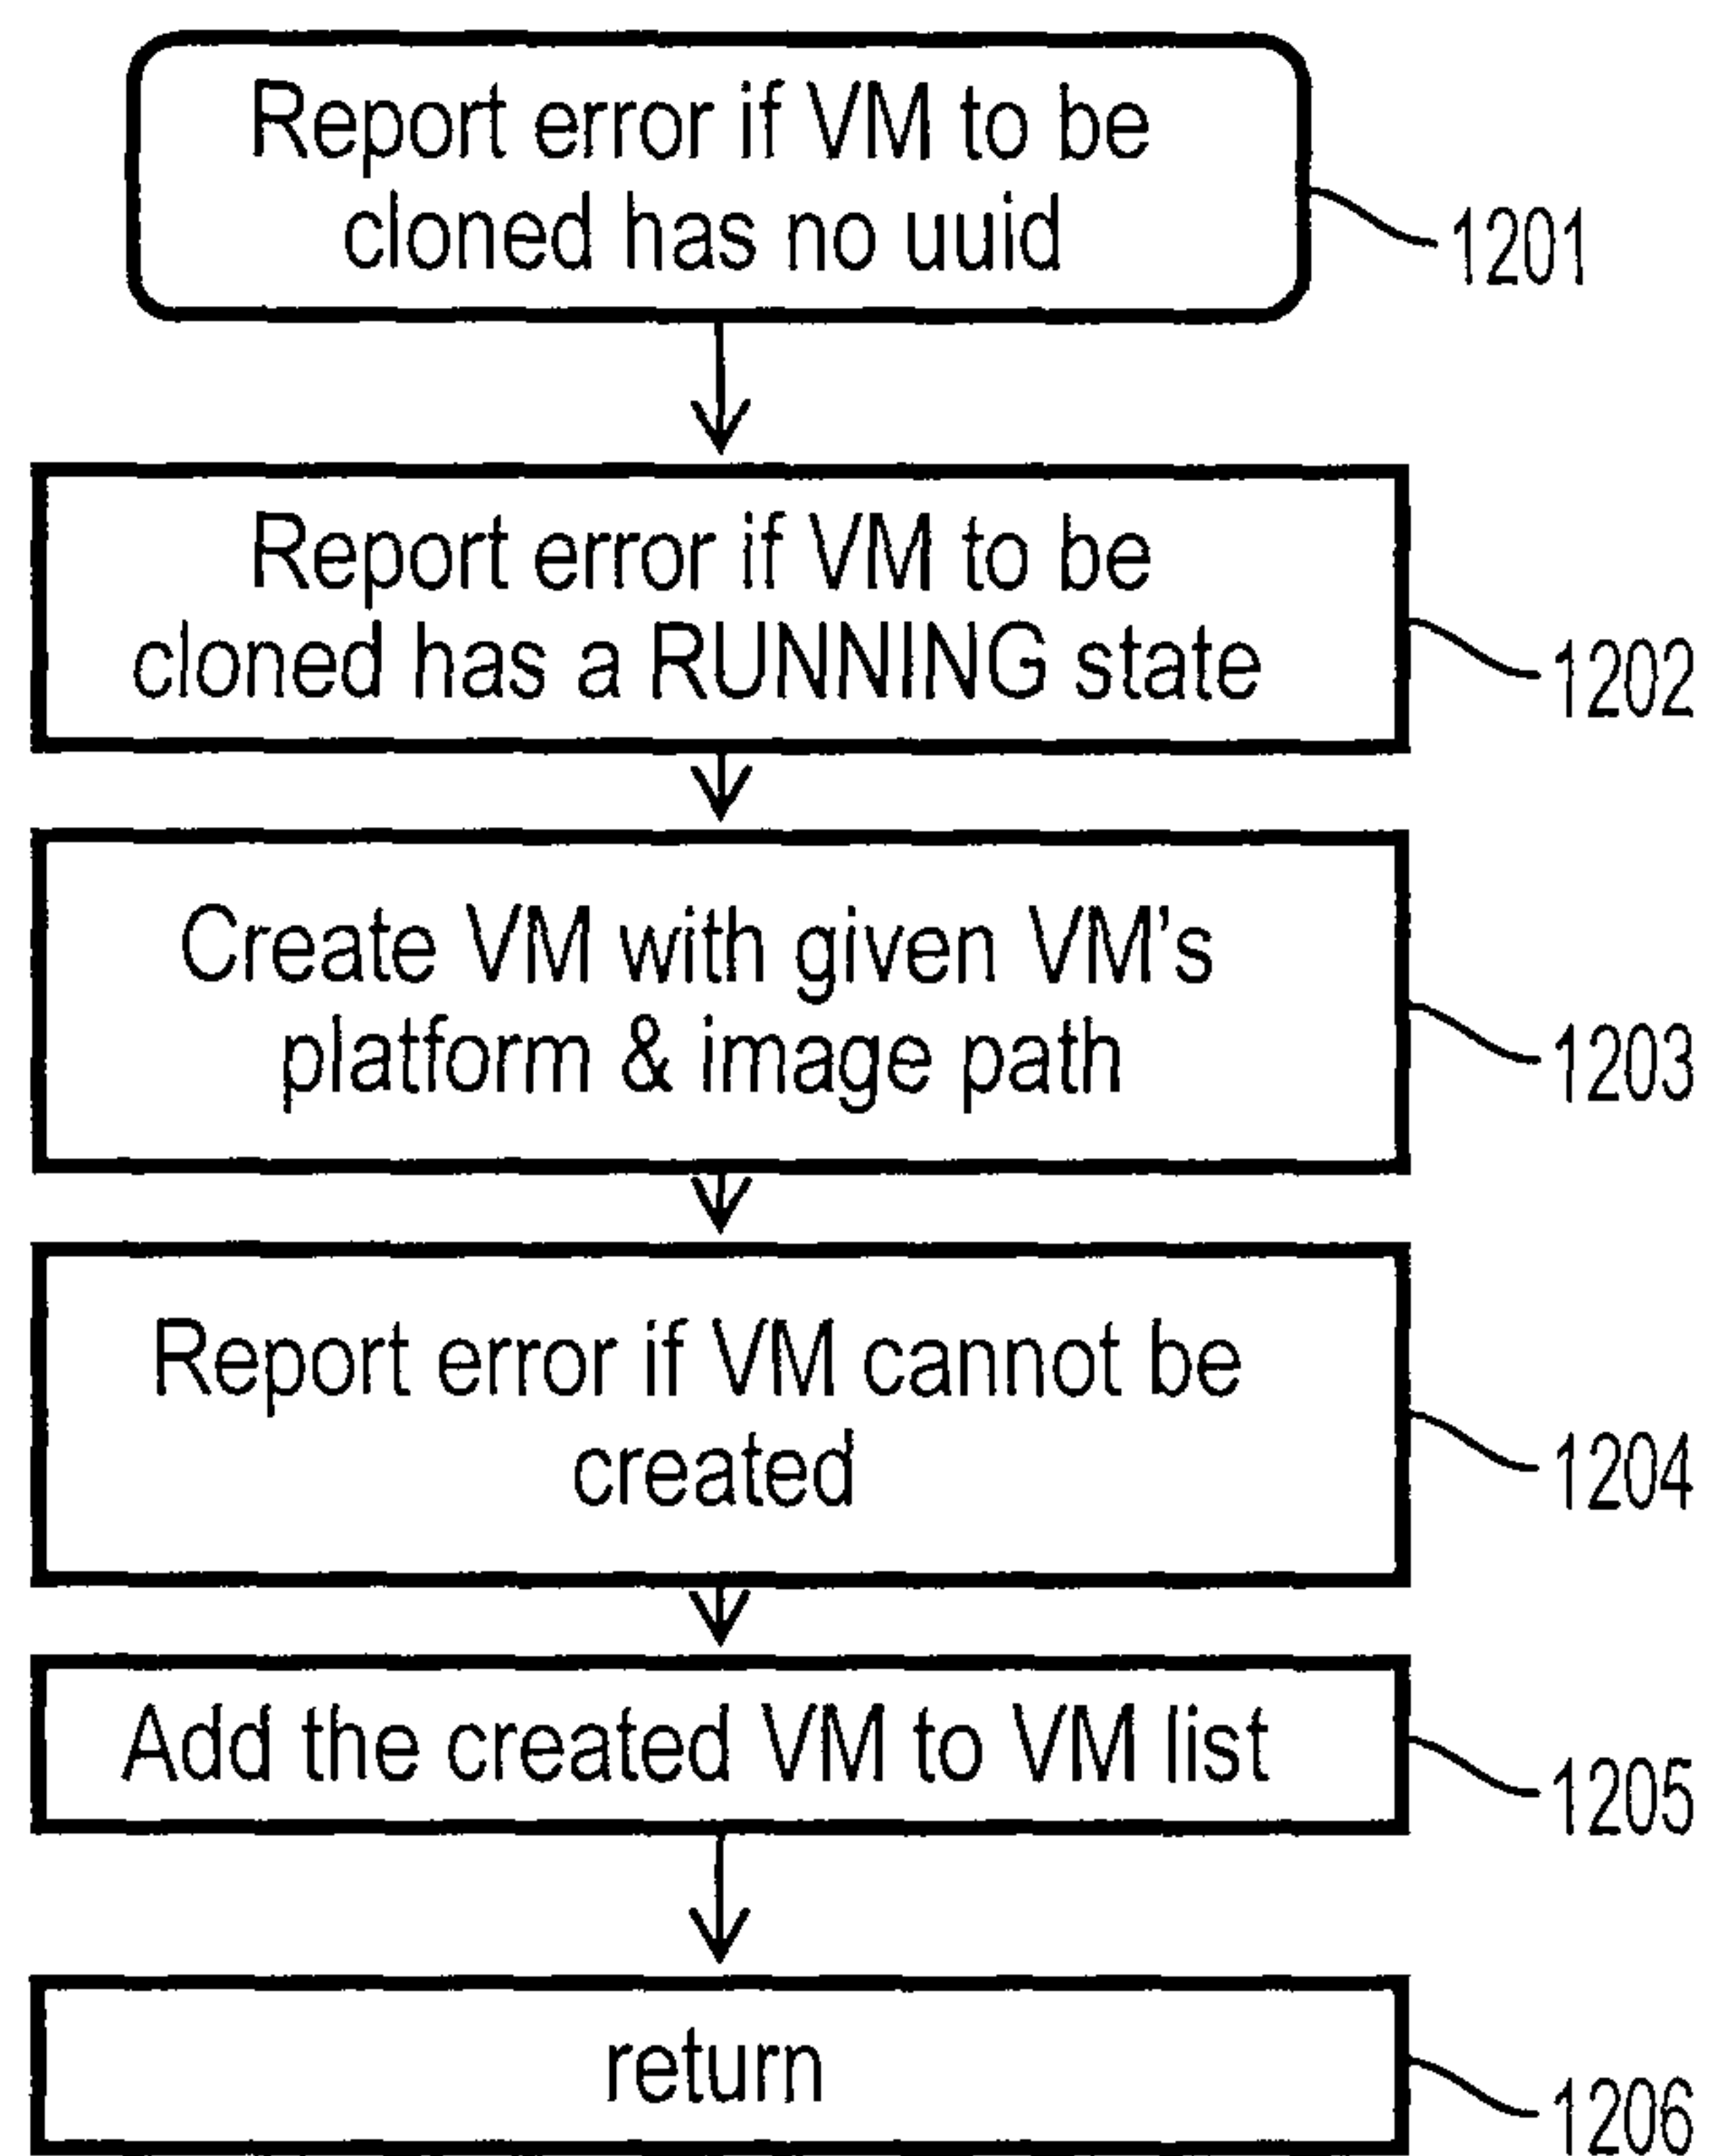 Report error if VM to be
cloned has no uuid
1201
Report error if VM to be
cloned has a RUNNING state
1202
Create VM with given VM's
platform & image path
1203
Report error if VM cannot be
created
1204
Add the created VM to VM list
1205
return
1206